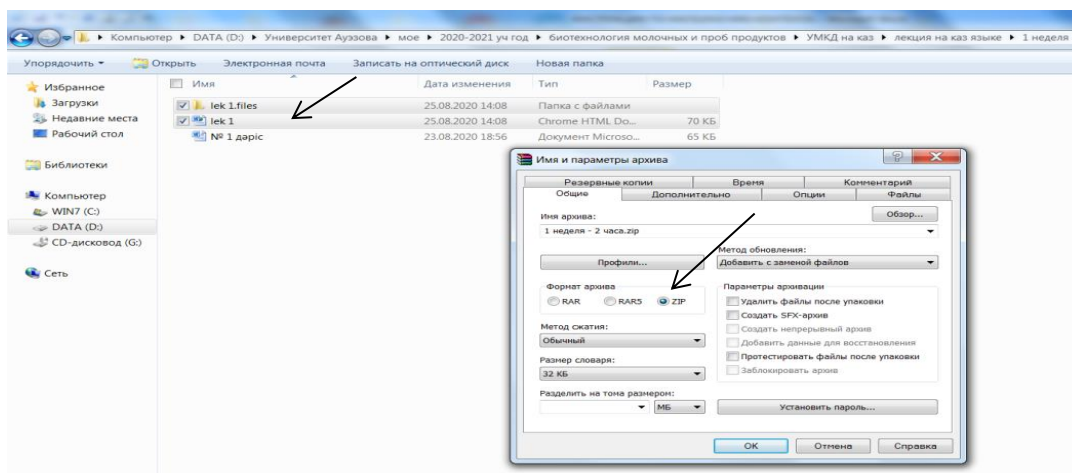 Компьютер ▸ DATA (D:) ▸ Университет Ауэзова ▸ мое ▸ 2020-2021 уч год ▸ биотехнология молочных и проб продуктов ▸ УМКД на каз ▸ лекция на каз языке ▸ 1 неделя
Упорядочить Открыть Электронная почта Записать на оптический диск Новая папка
Избранное
Загрузки
Недавние места
Рабочий стол
Библиотеки
Компьютер
WIN7 (C:)
DATA (D:)
CD-дисковод (G:)
Сеть
Имя Дата изменения Тип Размер
lek 1.files 25.08.2020 14:08 Папка с файлами
lek 1 25.08.2020 14:08 Chrome HTML Do... 70 КБ
№ 1 дәріс 23.08.2020 18:56 Документ Microso... 65 КБ
Имя и параметры архива
Резервные копии Время Комментарий
Общие Дополнительно Опции Файлы
Имя архива:
Обзор...
1 неделя - 2 часа.zip
Профили...
Метод обновления:
Добавить с заменой файлов
Формат архива
RAR RAR5 ZIP
Метод сжатия:
Обычный
Размер словаря:
32 КБ
Разделить на тома размером:
МБ
Параметры архивации
Удалить файлы после упаковки
Создать SFX-архив
Создать непрерывный архив
Добавить данные для восстановления
Протестировать файлы после упаковки
Заблокировать архив
Установить пароль...
OK Отмена Справка